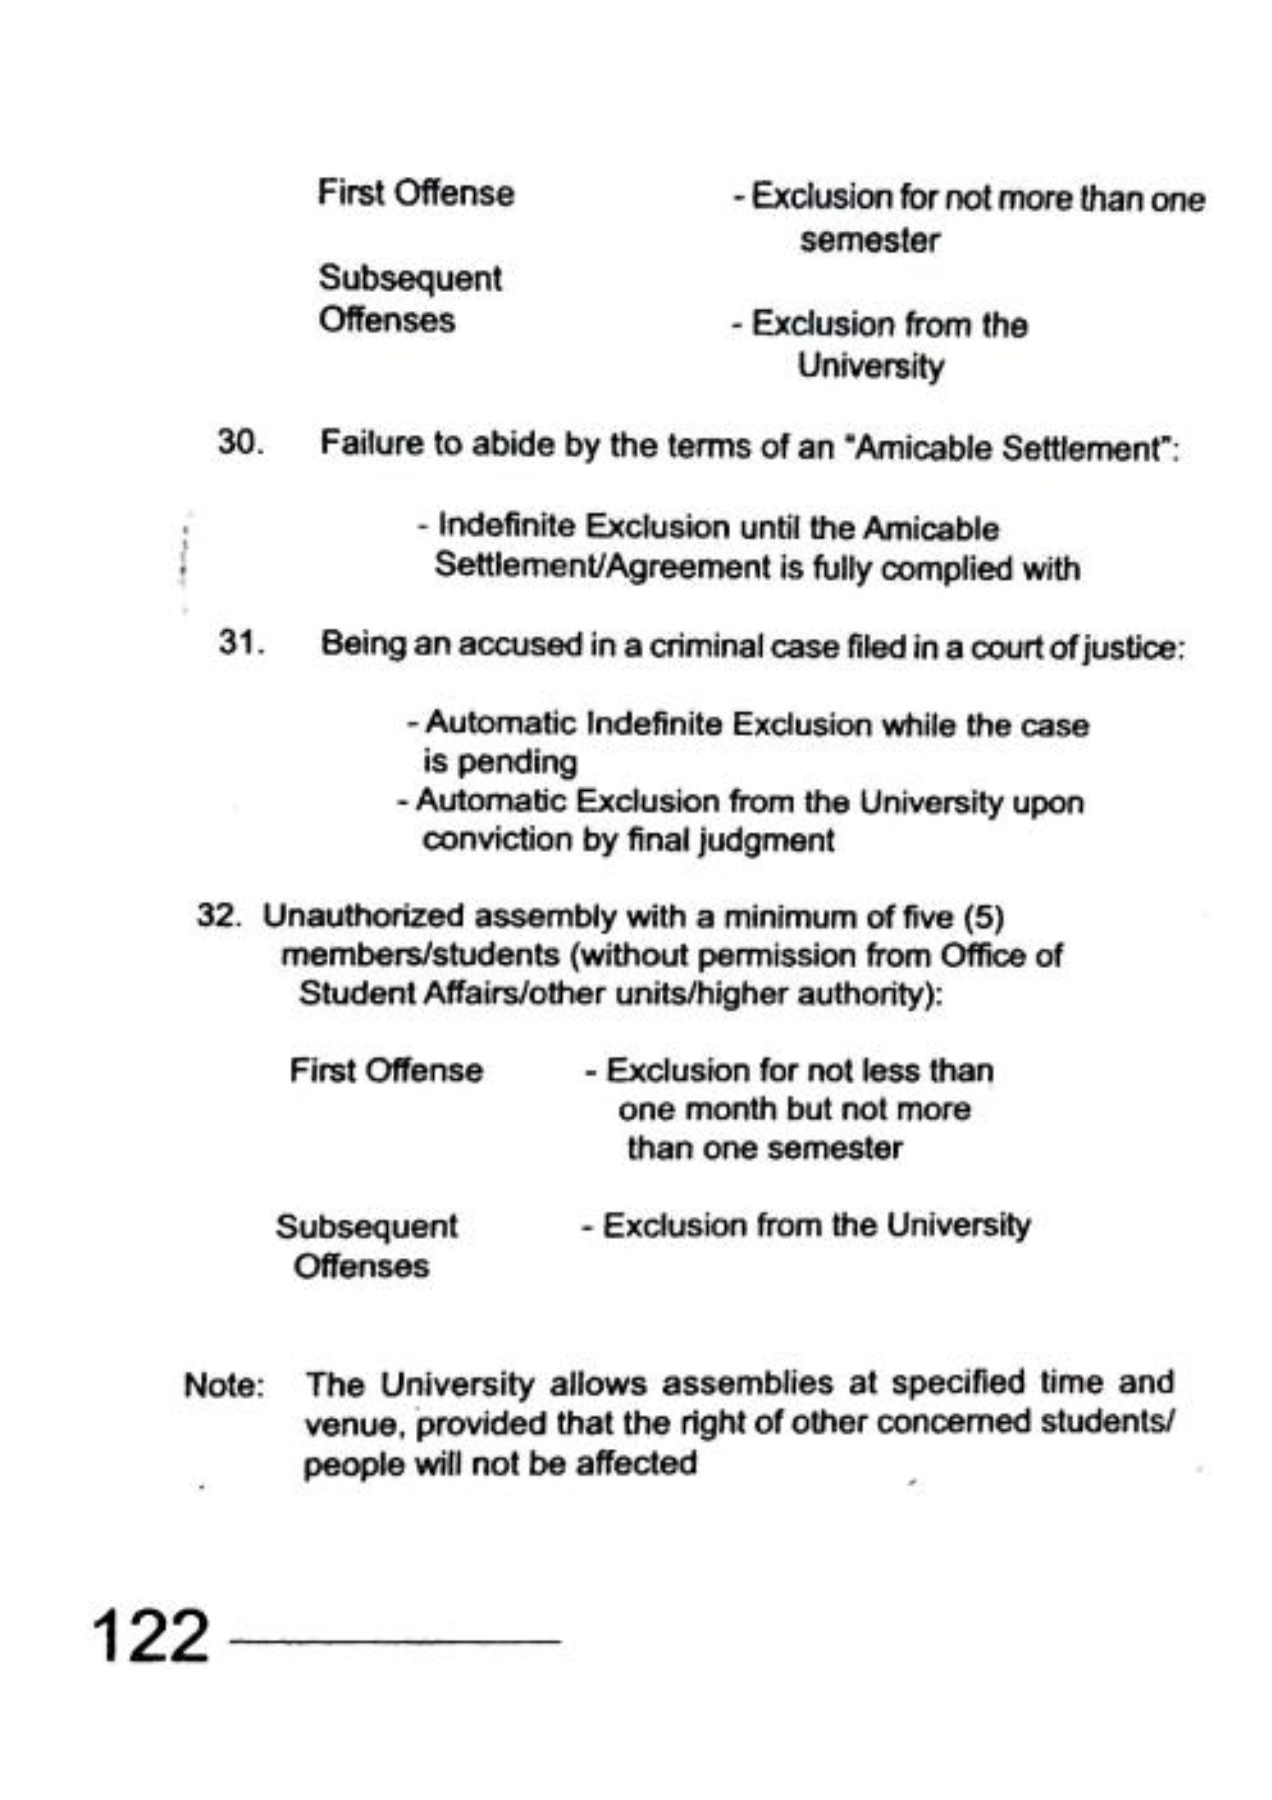 First Offense - Exclusion for not more than one
semester
Subsequent
Offenses - Exclusion from the
University
30. Failure to abide by the terms of an "Amicable Settlement":
- Indefinite Exclusion until the Amicable
Settlement/Agreement is fully complied with
31. Being an accused in a criminal case filed in a court of justice:
- Automatic Indefinite Exclusion while the case
is pending
- Automatic Exclusion from the University upon
conviction by final judgment
32. Unauthorized assembly with a minimum of five (5)
members/students (without permission from Office of
Student Affairs/other units/higher authority):
First Offense - Exclusion for not less than
one month but not more
than one semester
Subsequent - Exclusion from the University
Offenses
Note: The University allows assemblies at specified time and
venue, provided that the right of other concerned students/
people will not be affected
122